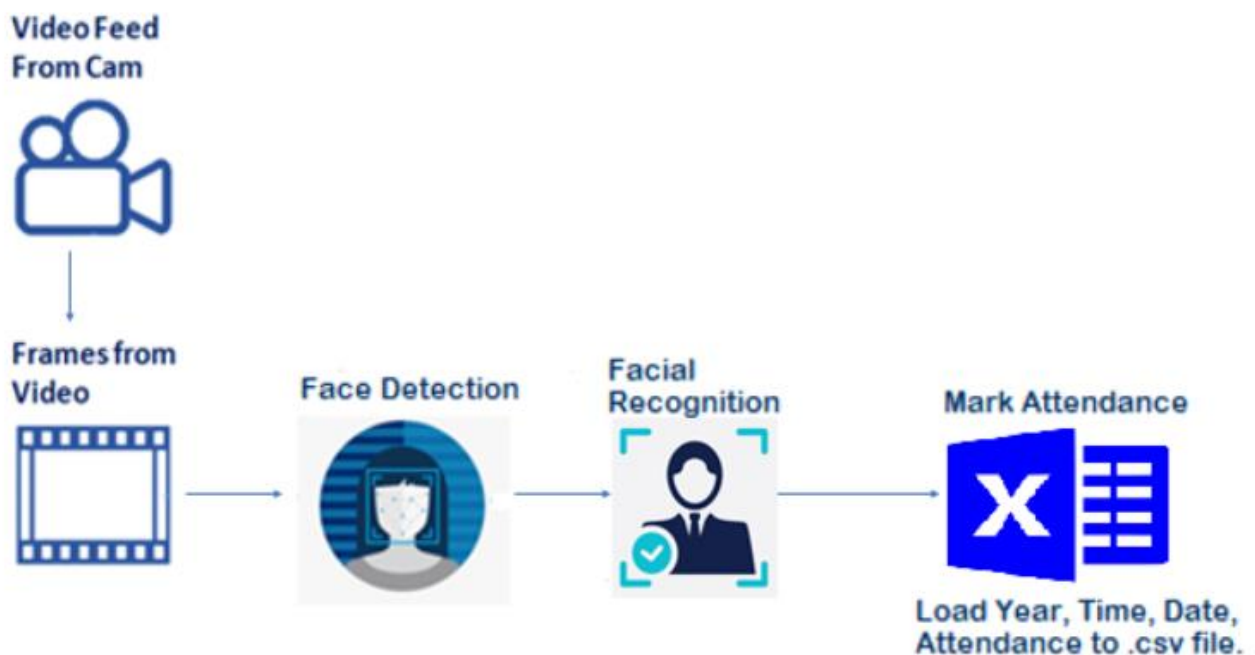 Video Feed
From Cam
Frames from
Video
Face Detection
Facial
Recognition
Mark Attendance
X
Load Year, Time, Date,
Attendance to .csv file.